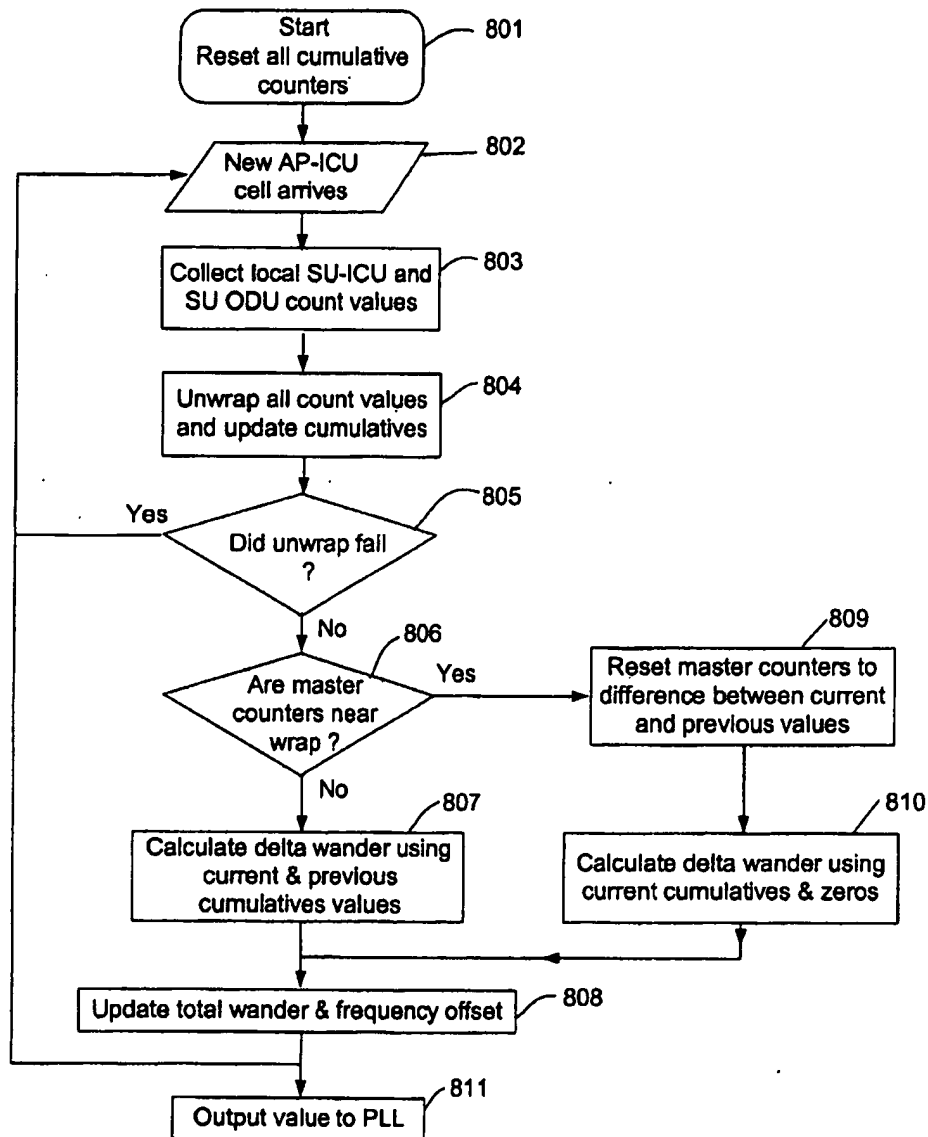 Start
Reset all cumulative
counters
801
New AP-ICU
cell arrives
802
Collect local SU-ICU and
SU ODU count values
803
Unwrap all count values
and update cumulatives
804
Did unwrap fail
?
805
Yes
No
Are master
counters near
wrap ?
806
Yes
No
Reset master counters to
difference between current
and previous values
809
Calculate delta wander using
current & previous
cumulatives values
807
Calculate delta wander using
current cumulatives & zeros
810
Update total wander & frequency offset
808
Output value to PLL
811